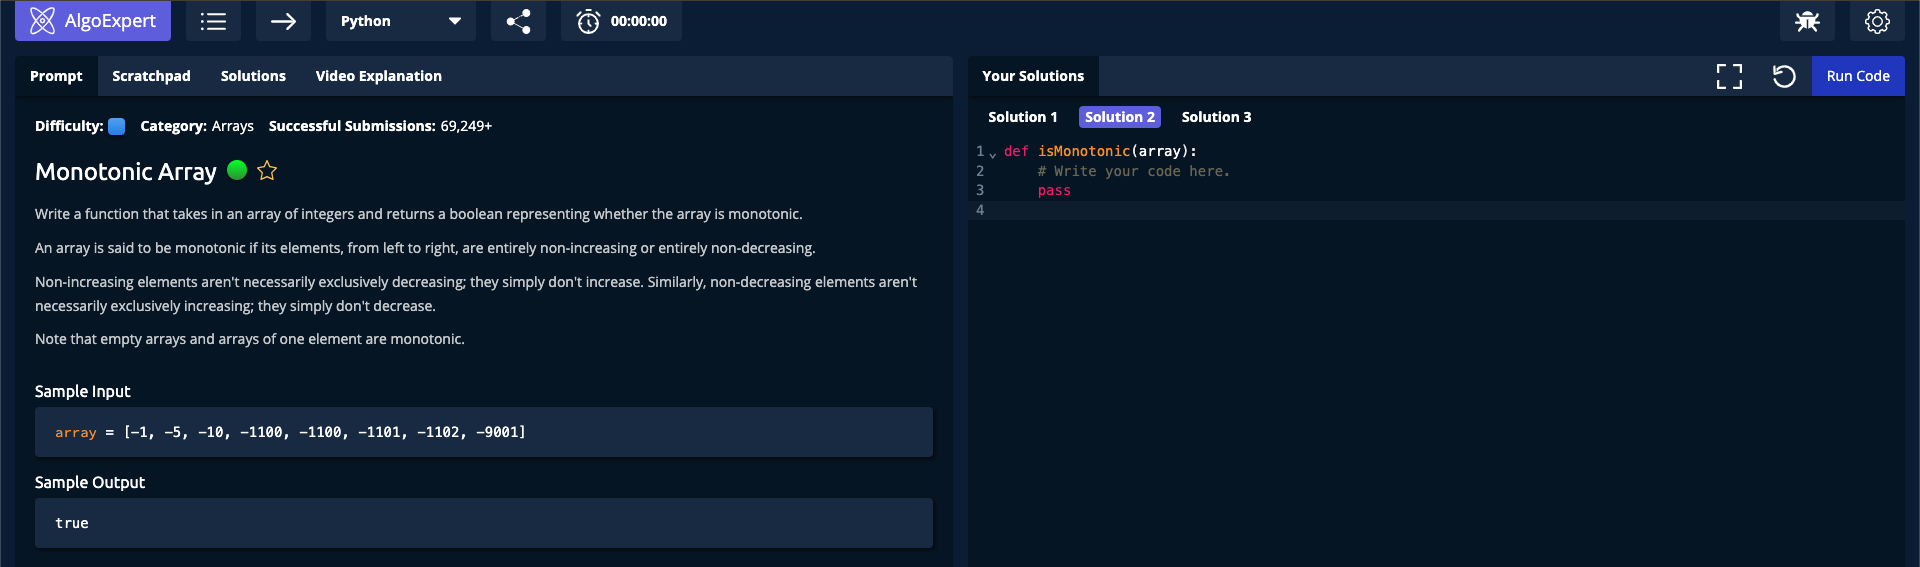 AlgoExpert
Python
00:00:00
Prompt Scratchpad Solutions Video Explanation
Difficulty: Category: Arrays Successful Submissions: 69,249+
Monotonic Array
Write a function that takes in an array of integers and returns a boolean representing whether the array is monotonic.
An array is said to be monotonic if its elements, from left to right, are entirely non-increasing or entirely non-decreasing.
Non-increasing elements aren't necessarily exclusively decreasing; they simply don't increase. Similarly, non-decreasing elements aren't
necessarily exclusively increasing; they simply don't decrease.
Note that empty arrays and arrays of one element are monotonic.
Sample Input
array = [-1, -5, -10, -1100, -1100, -1101, -1102, -9001]
Sample Output
true
Your Solutions
Run Code
Solution 1 Solution 2 Solution 3
1 def isMonotonic(array):
2 # Write your code here.
3 pass
4